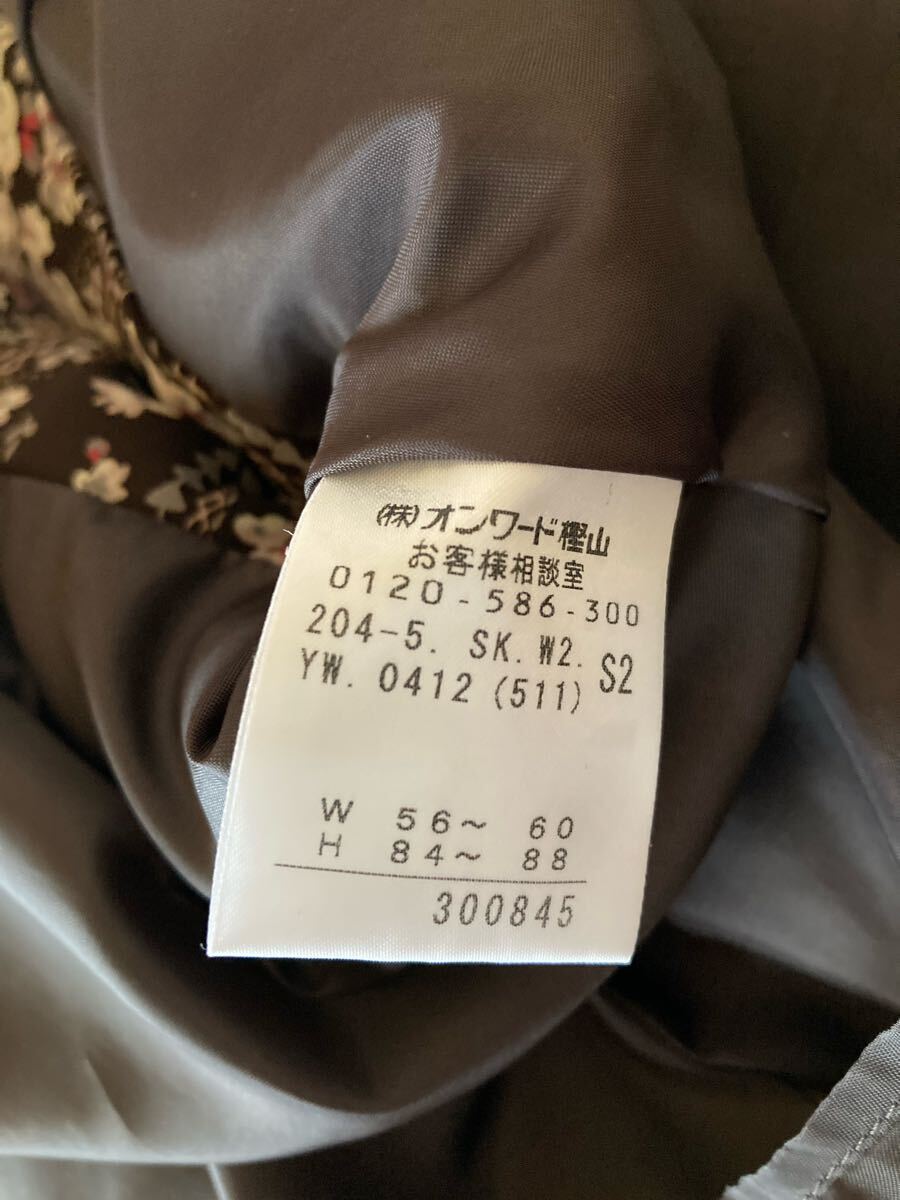 (株)オンワード樫山
お客様相談室
0120-586-300
204-5. SK. W2. S2
YW. 0412 (511)
W 56～ 60
H 84～ 88
300845